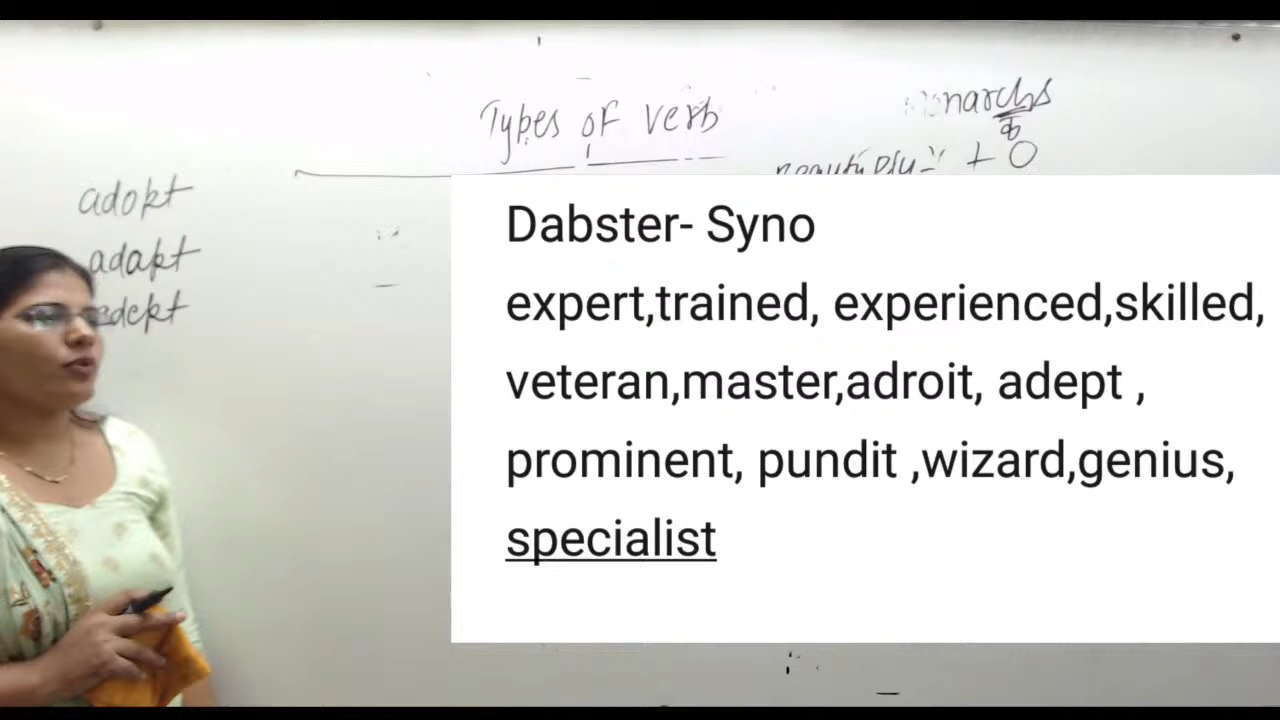 Types of verb
monarchs
+ O
adopt
adapt
adept
Dabster- Syno
expert,trained, experienced,skilled,
veteran,master,adroit, adept ,
prominent, pundit ,wizard,genius,
specialist